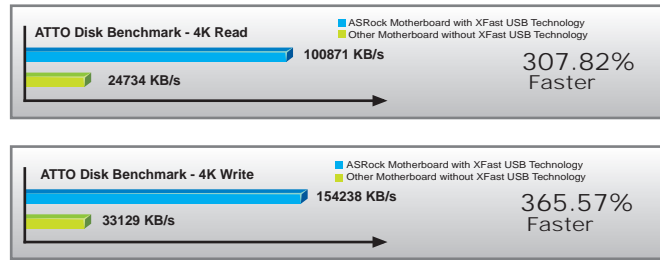 ATTO Disk Benchmark - 4K Read
ASRock Motherboard with XFast USB Technology
Other Motherboard without XFast USB Technology
100871 KB/s
24734 KB/s
307.82%
Faster
ATTO Disk Benchmark - 4K Write
ASRock Motherboard with XFast USB Technology
Other Motherboard without XFast USB Technology
154238 KB/s
33129 KB/s
365.57%
Faster